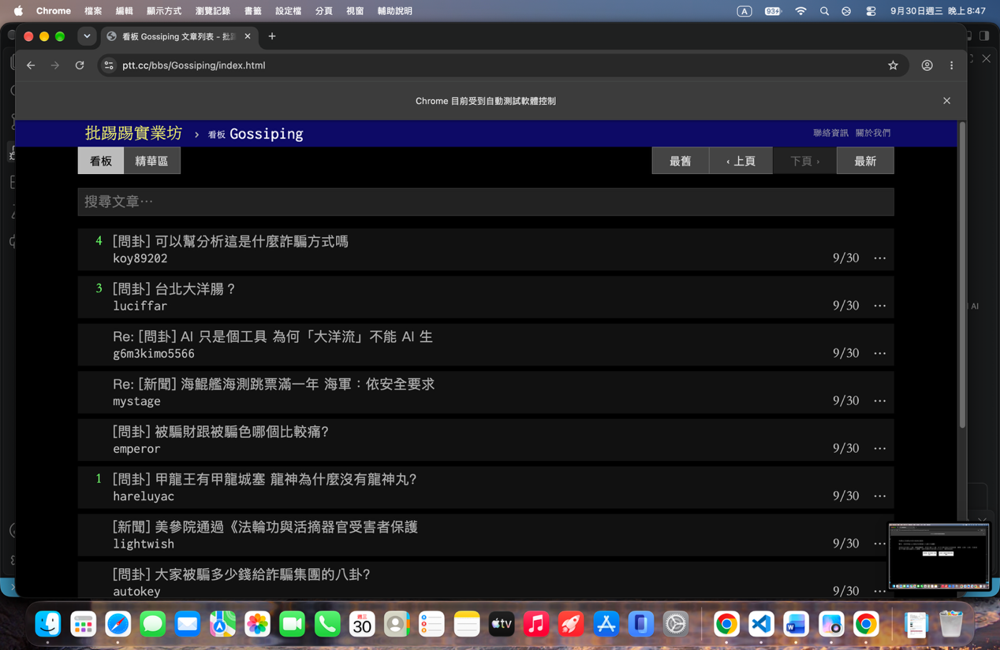 Chrome 檔案 編輯 顯示方式 瀏覽記錄 書籤 設定檔 分頁 視窗 輔助說明 A 93 9月30日週三 晚上8:47
看板 Gossiping 文章列表 - 批
ptt.cc/bbs/Gossiping/index.html
Chrome 目前受到自動測試軟體控制
批踢踢實業坊 › 看板 Gossiping 聯絡資訊 關於我們
看板 精華區 最舊 ‹ 上頁 下頁 › 最新
搜尋文章…
4 [問卦] 可以幫分析這是什麼詐騙方式嗎
koy89202 9/30 ⋯
3 [問卦] 台北大洋腸?
luciffar 9/30 ⋯
Re: [問卦] AI 只是個工具 為何「大洋流」不能 AI 生
g6m3kimo5566 9/30 ⋯
Re: [新聞] 海鯤艦海測跳票滿一年 海軍：依安全要求
mystage 9/30 ⋯
[問卦] 被騙財跟被騙色哪個比較痛?
emperor 9/30 ⋯
1 [問卦] 甲龍王有甲龍城塞 龍神為什麼沒有龍神丸?
hareluyac 9/30 ⋯
[新聞] 美參院通過《法輪功與活摘器官受害者保護
lightwish 9/30 ⋯
[問卦] 大家被騙多少錢給詐騙集團的八卦?
autokey 9/30 ⋯
AI
週三
30
tv
W